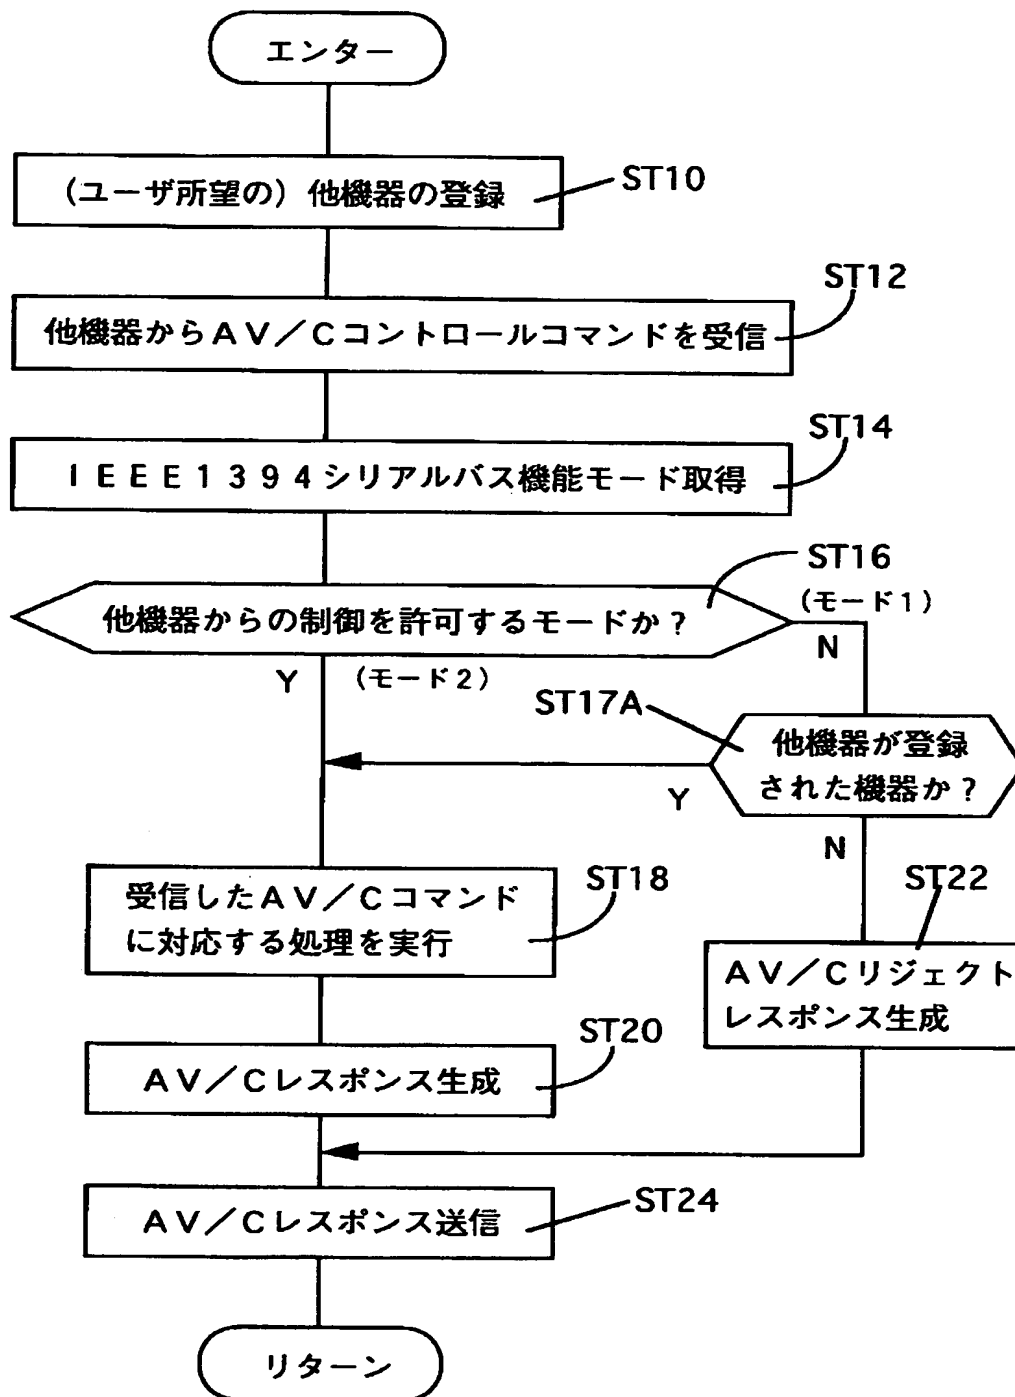 エンター
(ユーザ所望の)他機器の登録
ST10
ST12
他機器からAV/Cコントロールコマンドを受信
ST14
IEEE1394シリアルバス機能モード取得
ST16
他機器からの制御を許可するモードか?
(モード1)
N
Y
(モード2)
ST17A
他機器が登録
された機器か?
Y
N
受信したAV/Cコマンド
に対応する処理を実行
ST18
ST22
AV/Cリジェクト
レスポンス生成
ST20
AV/Cレスポンス生成
AV/Cレスポンス送信
ST24
リターン